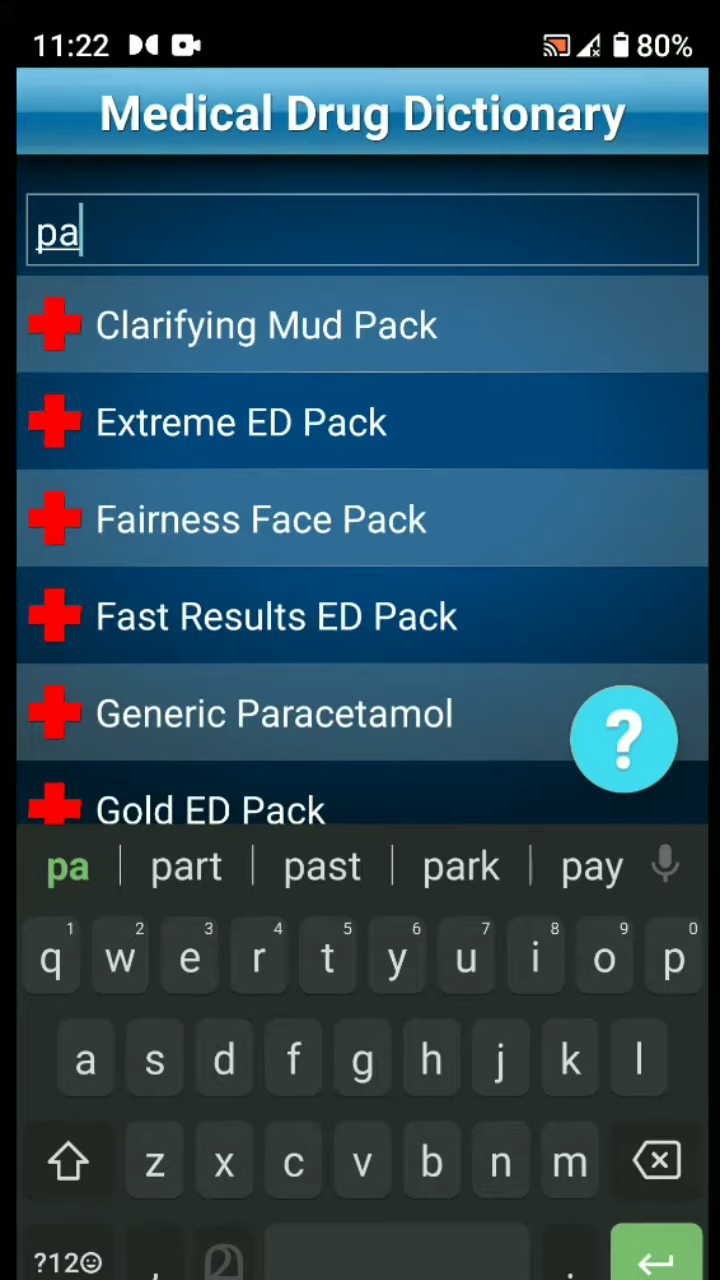 11:22 80%
Medical Drug Dictionary
pa
Clarifying Mud Pack
Extreme ED Pack
Fairness Face Pack
Fast Results ED Pack
Generic Paracetamol
?
Gold ED Pack
pa part past park pay
1 2 3 4 5 6 7 8 9 0
q w e r t y u i o p
a s d f g h j k l
z x c v b n m
?12 , .